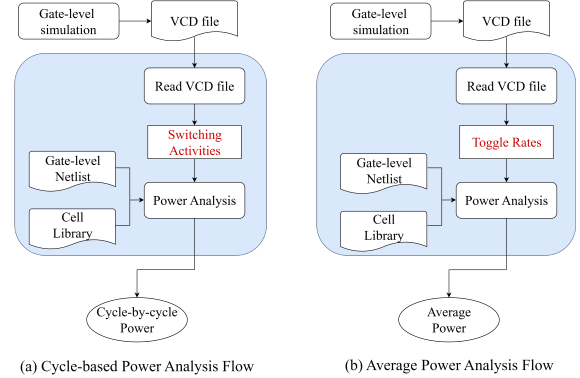 Gate-level
simulation
VCD file
Read VCD file
Switching
Activities
Gate-level
Netlist
Power Analysis
Cell
Library
Cycle-by-cycle
Power
(a) Cycle-based Power Analysis Flow
Gate-level
simulation
VCD file
Read VCD file
Toggle Rates
Gate-level
Netlist
Power Analysis
Cell
Library
Average
Power
(b) Average Power Analysis Flow